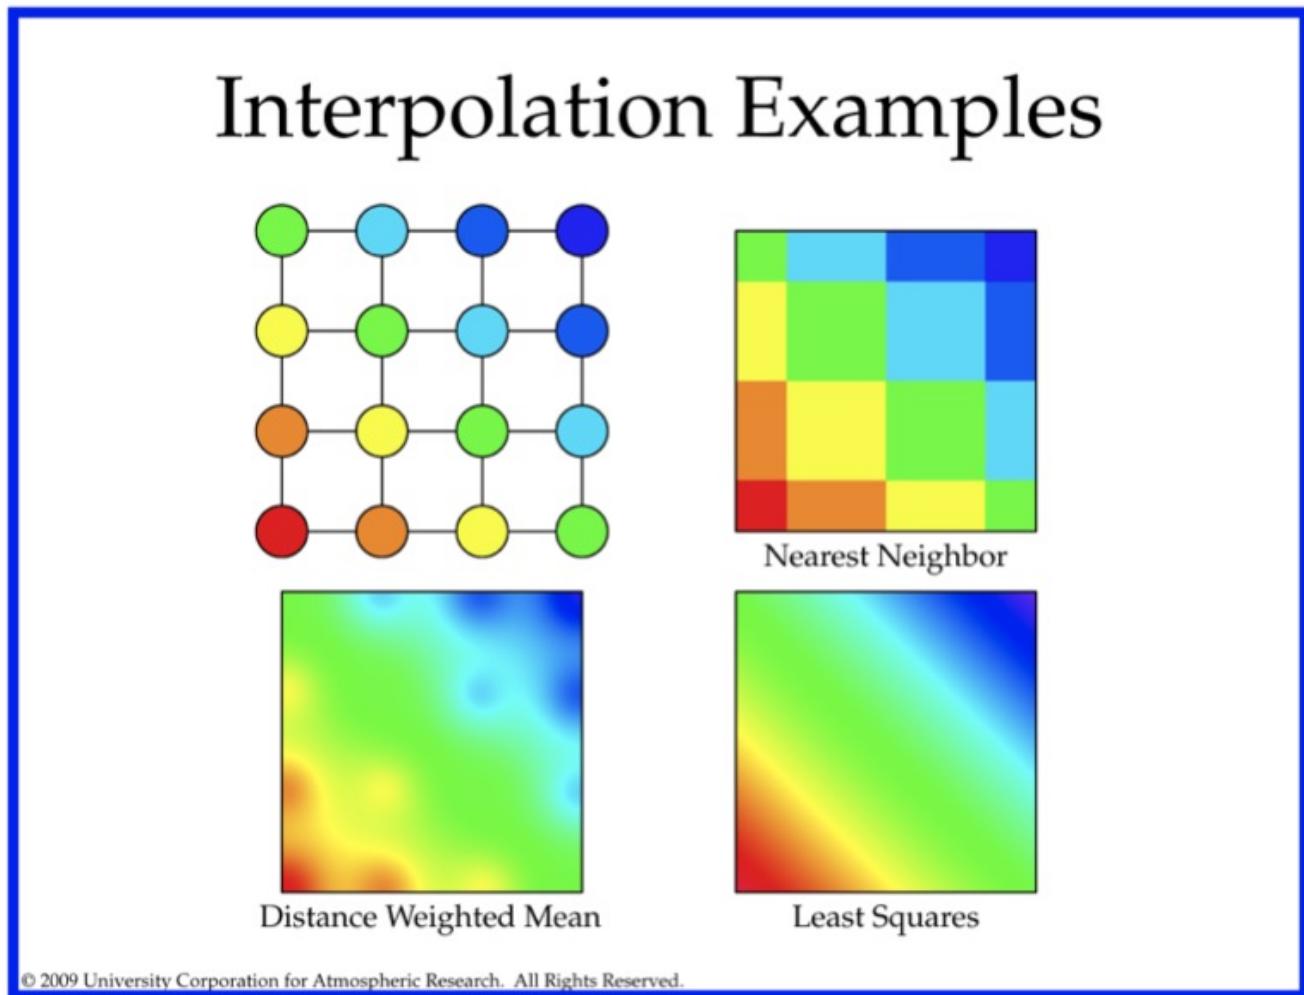 Interpolation Examples
Nearest Neighbor
Distance Weighted Mean
Least Squares
© 2009 University Corporation for Atmospheric Research.  All Rights Reserved.